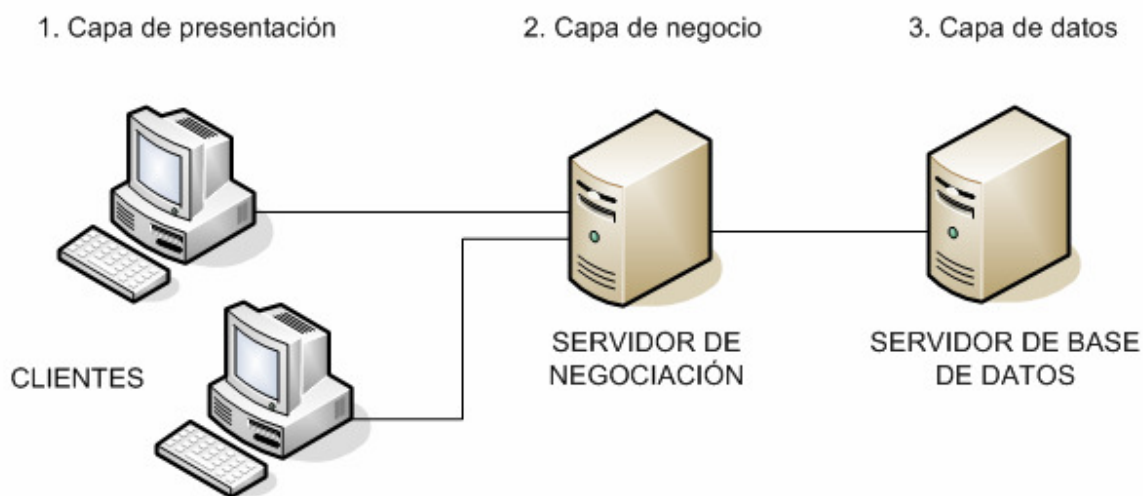 1. Capa de presentación
2. Capa de negocio
3. Capa de datos
CLIENTES
SERVIDOR DE
NEGOCIACIÓN
SERVIDOR DE BASE
DE DATOS